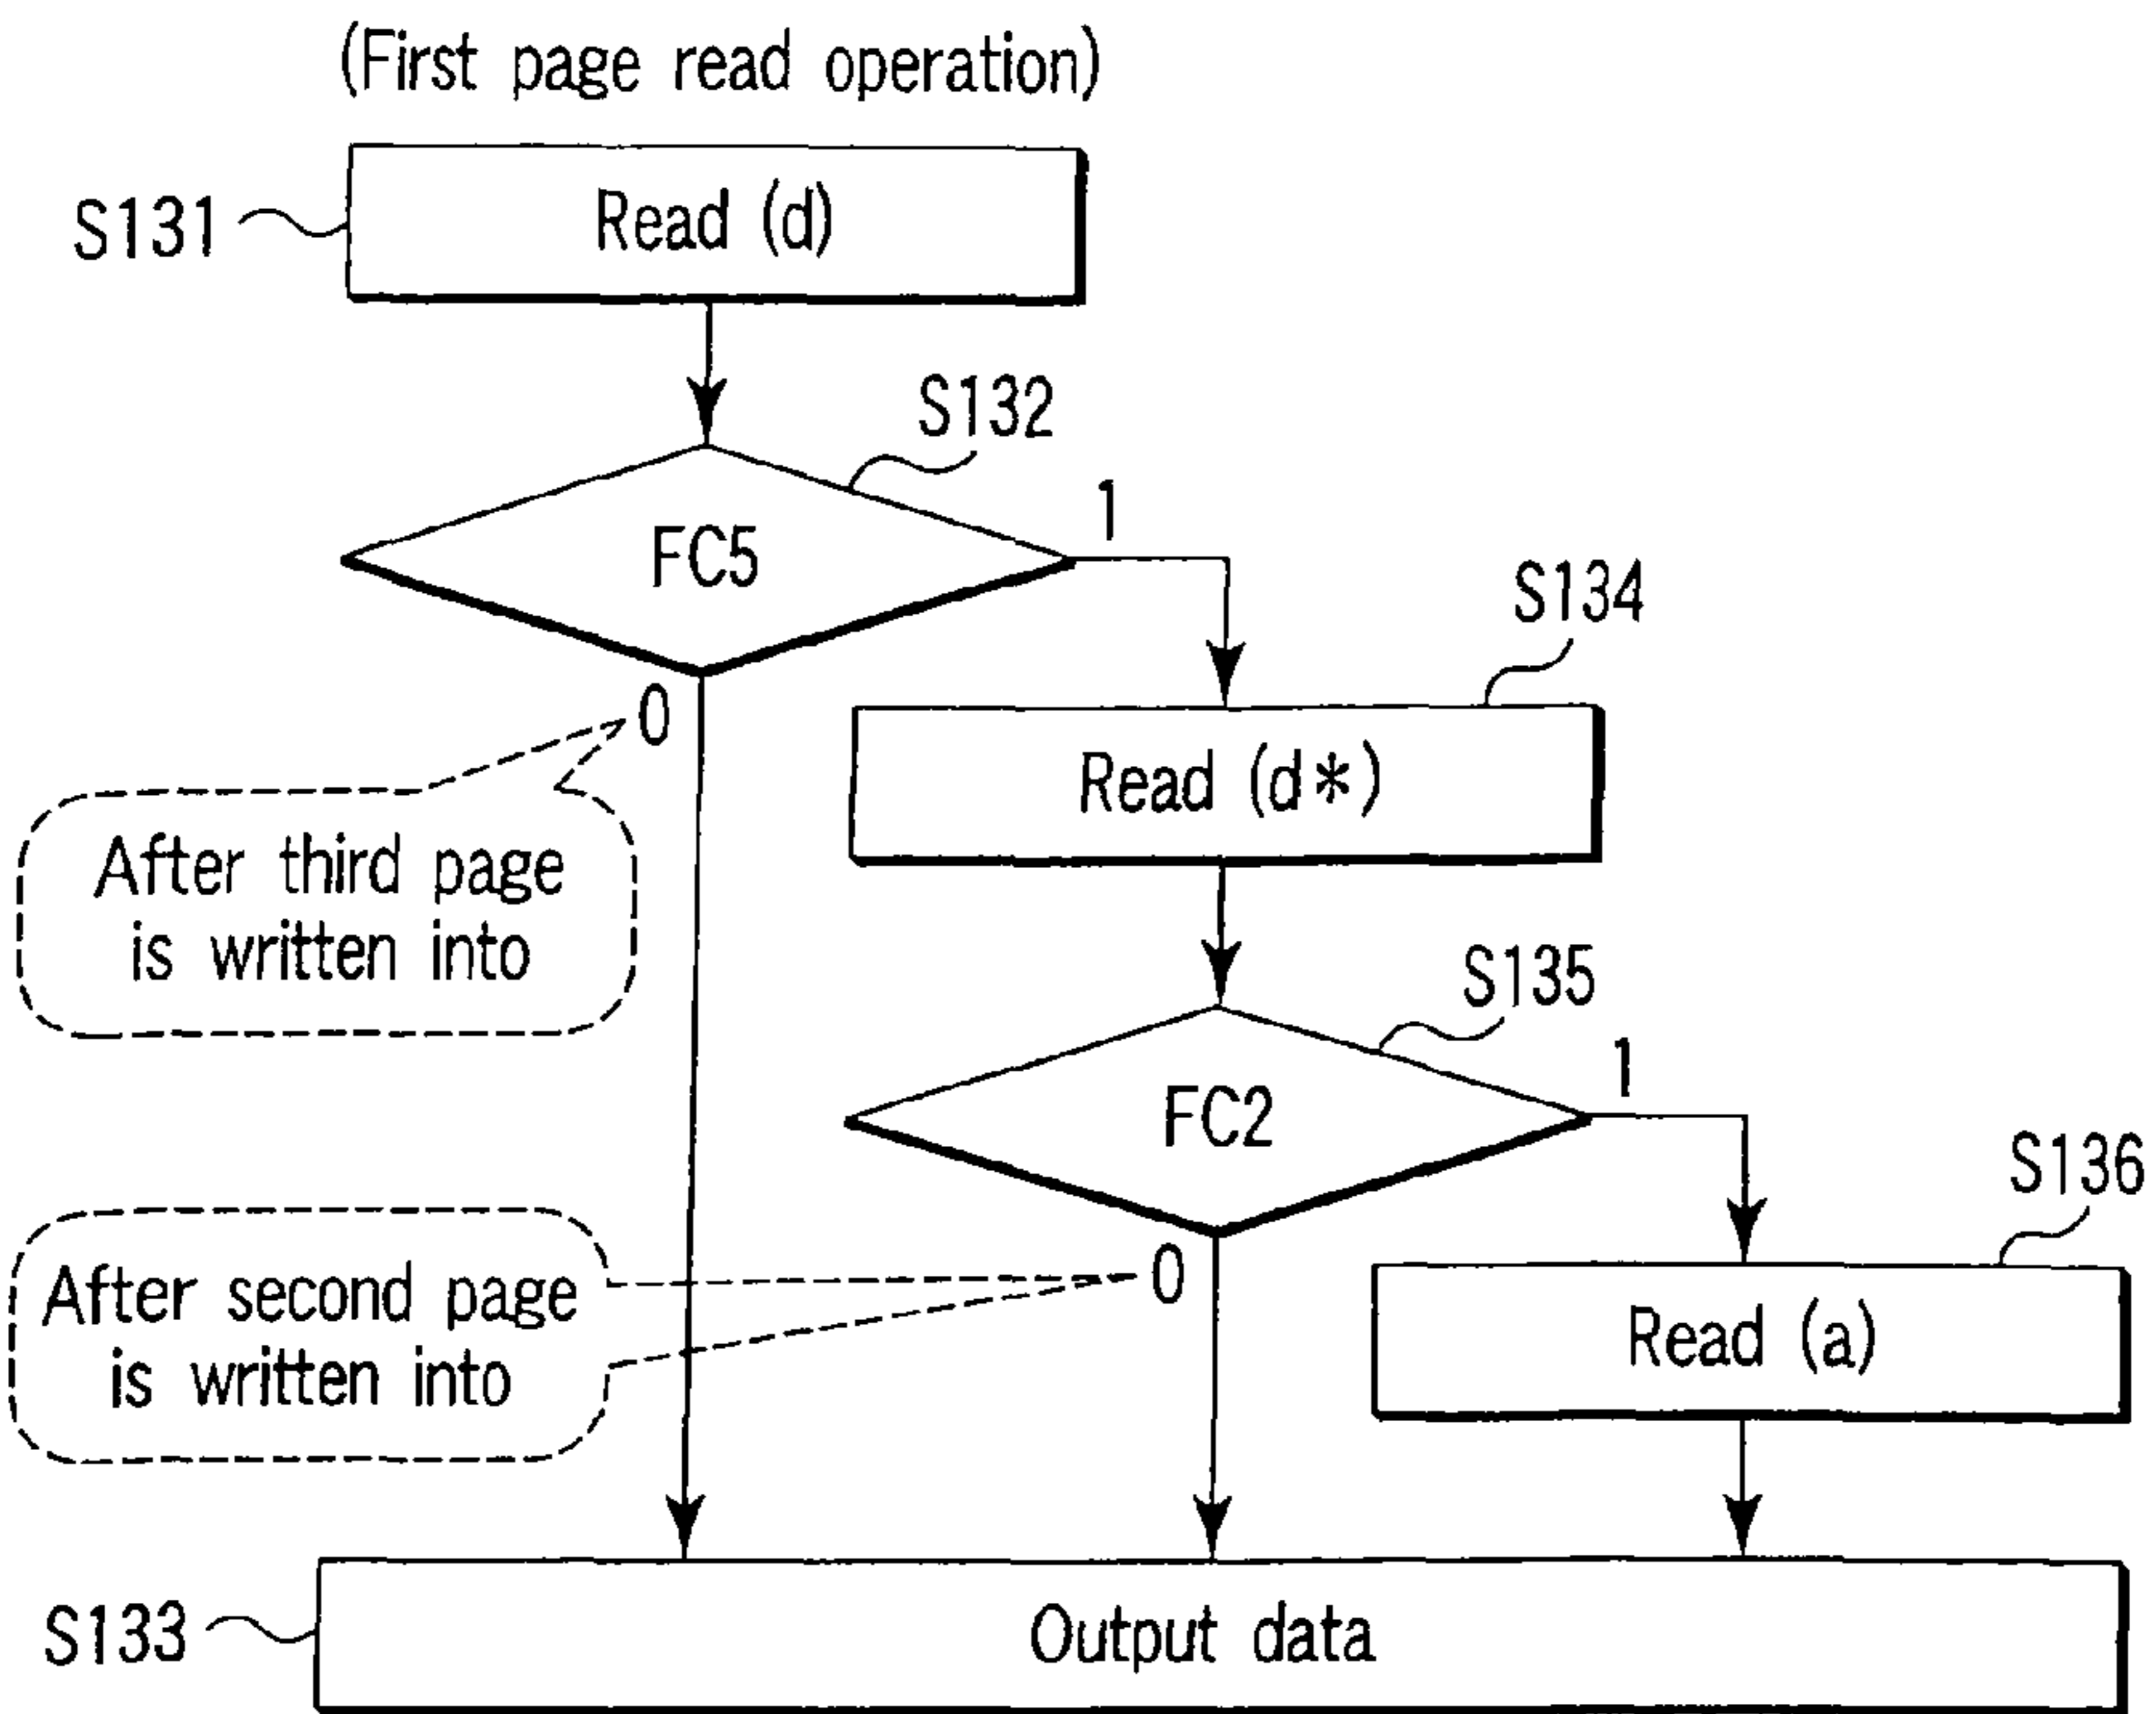 (First page read operation)
S131
Read (d)
S132
FC5
1
0
S134
Read (d*)
After third page
is written into
S135
FC2
1
0
S136
Read (a)
After second page
is written into
S133
Output data